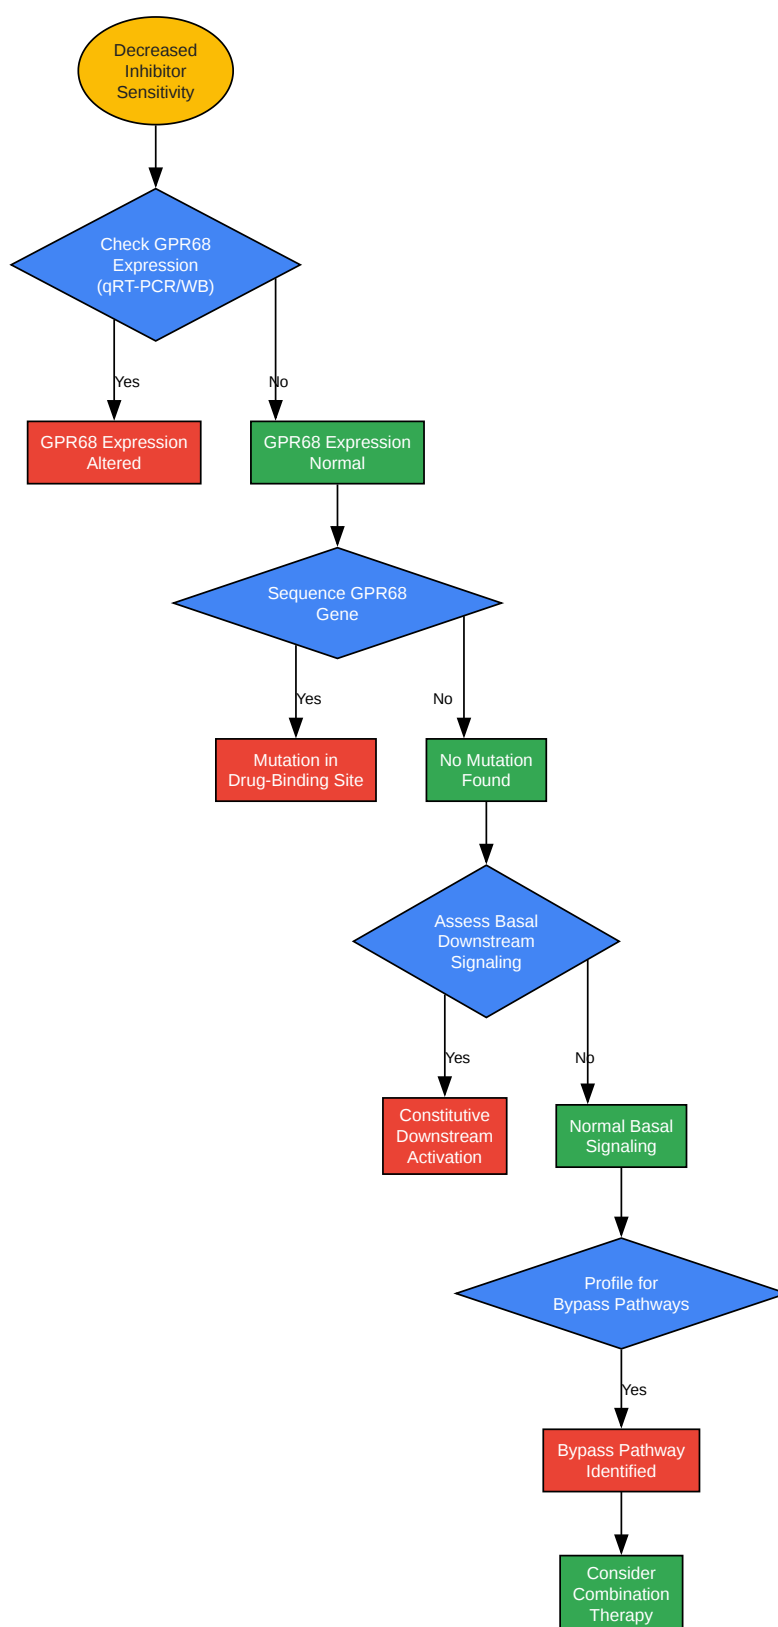 Decreased
Inhibitor
Sensitivity
Check GPR68
Expression
(qRT-PCR/WB)
Yes
No
GPR68 Expression
Altered
GPR68 Expression
Normal
Sequence GPR68
Gene
Yes
No
Mutation in
Drug-Binding Site
No Mutation
Found
Assess Basal
Downstream
Signaling
Yes
No
Constitutive
Downstream
Activation
Normal Basal
Signaling
Profile for
Bypass Pathways
Yes
Bypass Pathway
Identified
Consider
Combination
Therapy